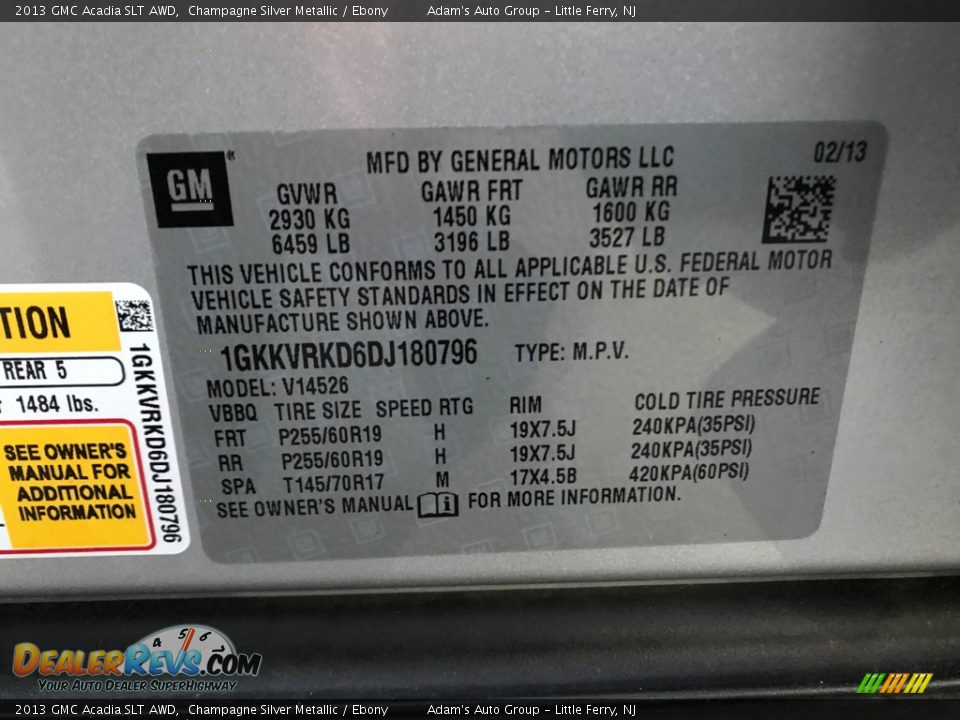 2013 GMC Acadia SLT AWD,  Champagne Silver Metallic / Ebony  Adam's Auto Group - Little Ferry, NJ
GM®
MFD BY GENERAL MOTORS LLC 02/13
GVWR GAWR FRT GAWR RR
2930 KG 1450 KG 1600 KG
6459 LB 3196 LB 3527 LB
THIS VEHICLE CONFORMS TO ALL APPLICABLE U.S. FEDERAL MOTOR
VEHICLE SAFETY STANDARDS IN EFFECT ON THE DATE OF
MANUFACTURE SHOWN ABOVE.
1GKKVRKD6DJ180796 TYPE: M.P.V.
MODEL: V14526
VBBQ TIRE SIZE SPEED RTG RIM COLD TIRE PRESSURE
FRT P255/60R19 H 19X7.5J 240KPA(35PSI)
RR P255/60R19 H 19X7.5J 240KPA(35PSI)
SPA T145/70R17 M 17X4.5B 420KPA(60PSI)
SEE OWNER'S MANUAL i FOR MORE INFORMATION.
TION
REAR 5
1484 lbs.
SEE OWNER'S
MANUAL FOR
ADDITIONAL
INFORMATION
1GKKVRKD6DJ180796
DEALERREVS.COM
4 5 6
YOUR AUTO DEALER SUPERHIGHWAY
2013 GMC Acadia SLT AWD,  Champagne Silver Metallic / Ebony  Adam's Auto Group - Little Ferry, NJ